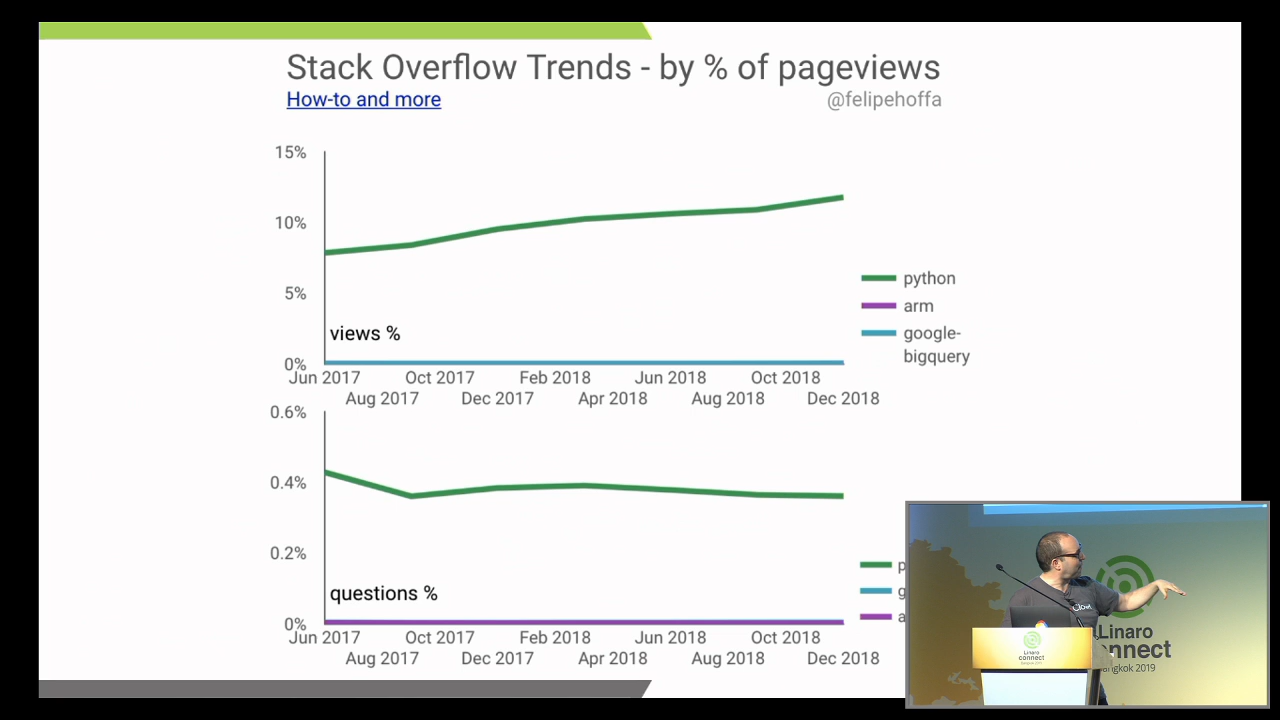 Stack Overflow Trends - by % of pageviews
How-to and more
@felipehoffa
15%
10%
5%
0%
views %
Jun 2017 Oct 2017 Feb 2018 Jun 2018 Oct 2018
Aug 2017 Dec 2017 Apr 2018 Aug 2018 Dec 2018
python
arm
google-
bigquery
0.6%
0.4%
0.2%
0%
questions %
Jun 2017 Oct 2017 Feb 2018 Jun 2018 Oct 2018
Aug 2017 Dec 2017 Apr 2018 Aug 2018 Dec 2018
p
g
a
Linaro
connect
Linaro
onnect
angkok 2019